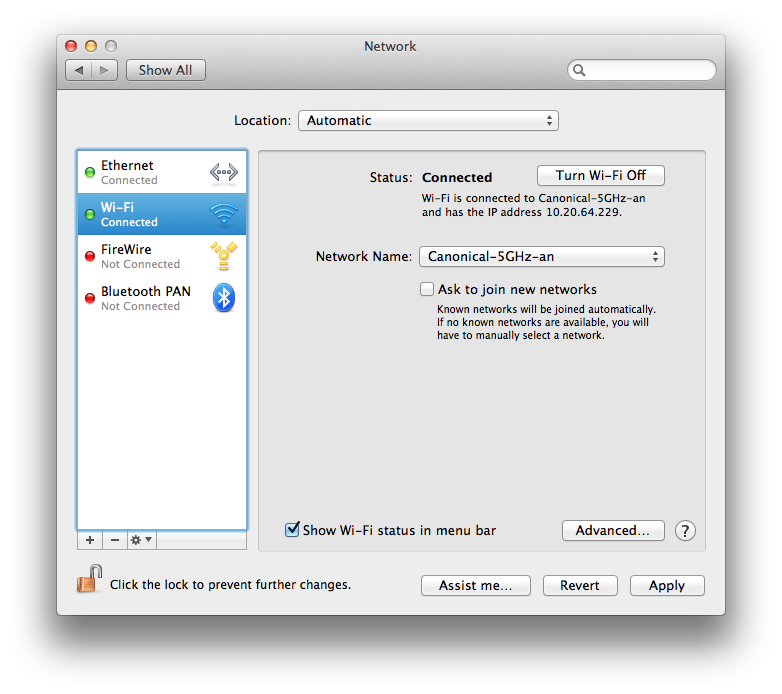 Network
Show All
Location: Automatic
Ethernet
Connected
Wi-Fi
Connected
FireWire
Not Connected
Bluetooth PAN
Not Connected
Status: Connected
Turn Wi-Fi Off
Wi-Fi is connected to Canonical-5GHz-an
and has the IP address 10.20.64.229.
Network Name: Canonical-5GHz-an
Ask to join new networks
Known networks will be joined automatically.
If no known networks are available, you will
have to manually select a network.
Show Wi-Fi status in menu bar
Advanced...
?
Click the lock to prevent further changes.
Assist me...
Revert
Apply